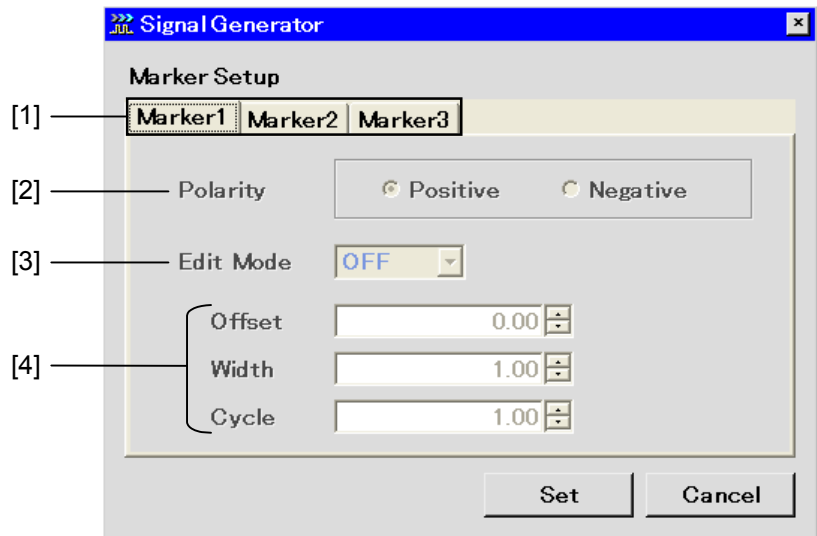 Signal Generator
Marker Setup
[1] Marker1 Marker2 Marker3
[2] Polarity Positive Negative
[3] Edit Mode OFF
Offset 0.00
[4] Width 1.00
Cycle 1.00
Set Cancel